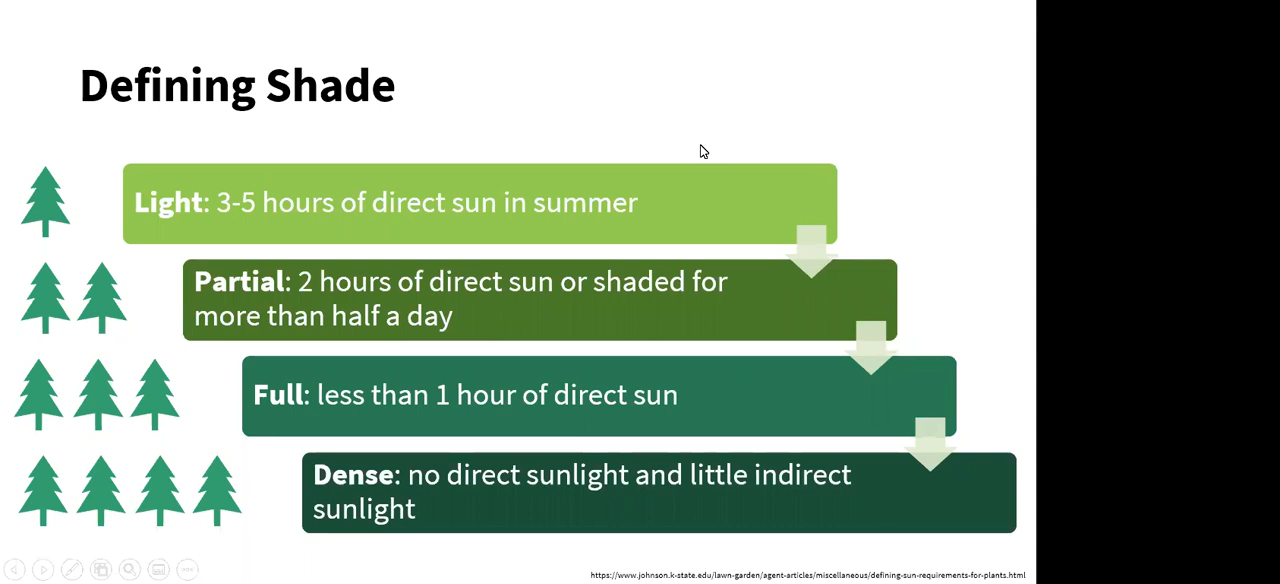 Defining Shade
Light: 3-5 hours of direct sun in summer
Partial: 2 hours of direct sun or shaded for
more than half a day
Full: less than 1 hour of direct sun
Dense: no direct sunlight and little indirect
sunlight
https://www.johnson.k-state.edu/lawn-garden/agent-articles/miscellaneous/defining-sun-requirements-for-plants.html